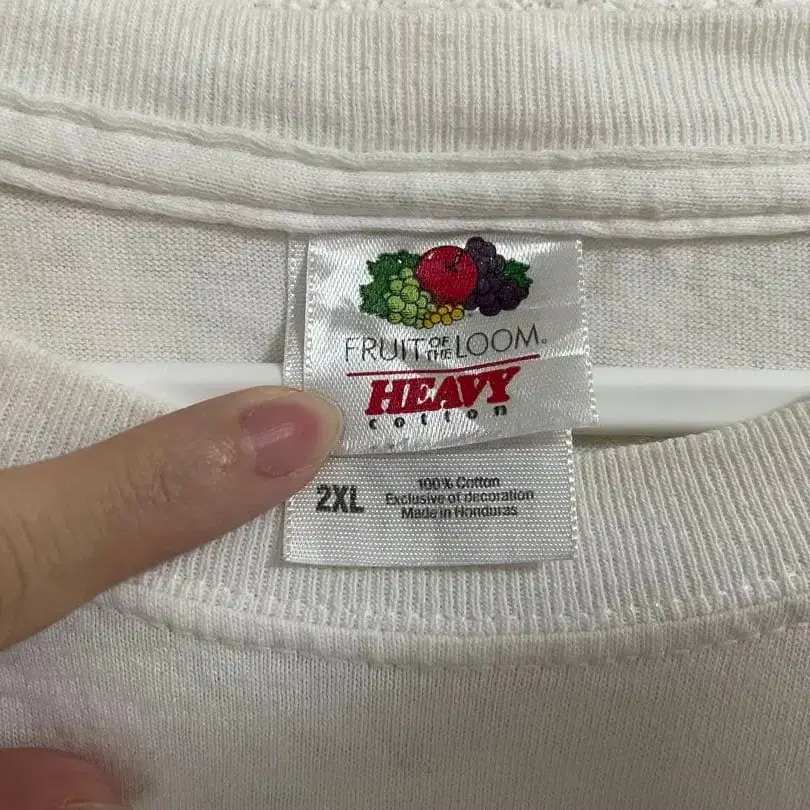 FRUIT OF THE LOOM®
HEAVY
cotton
2XL
100% Cotton
Exclusive of decoration
Made in Honduras